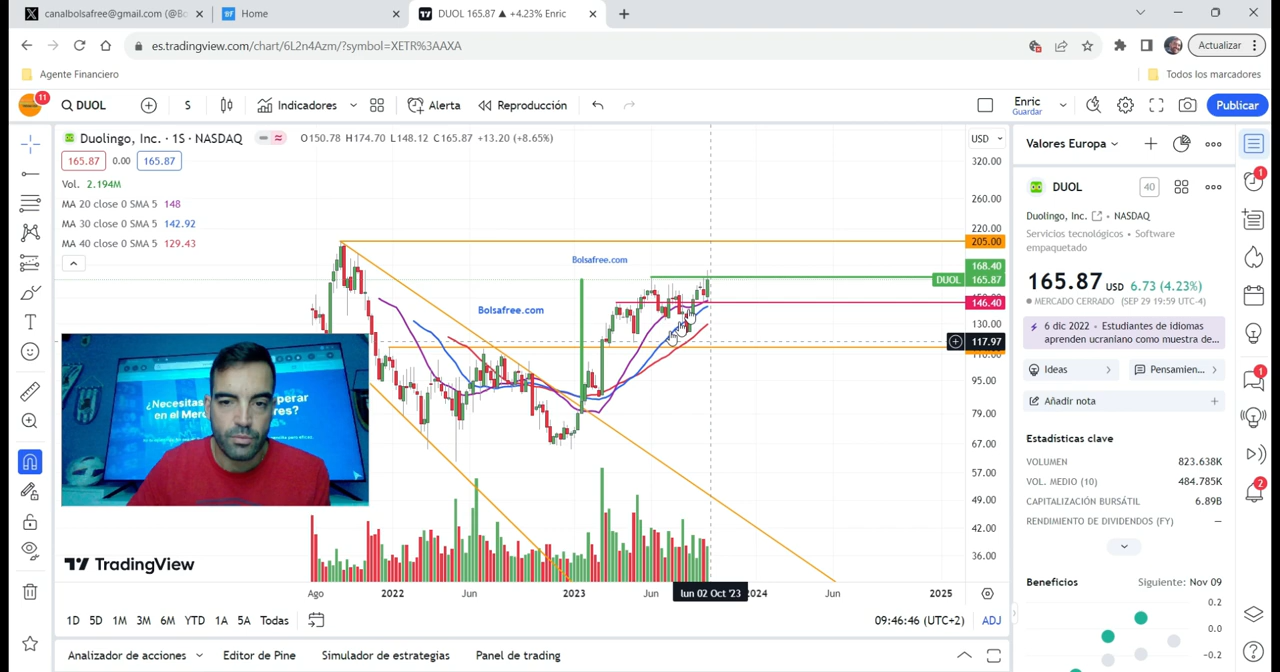 canalbolsafree@gmail.com (@Bo
Home
DUOL 165.87 ▲ +4.23% Enric
es.tradingview.com/chart/6L2n4Azm/?symbol=XETR%3AAXA
Actualizar
Agente Financiero
Todos los marcadores
11
DUOL
S
Indicadores
Alerta
Reproducción
Enric
Guardar
Publicar
Duolingo, Inc. · 1S · NASDAQ
O150.78 H174.70 L148.12 C165.87 +13.20 (+8.65%)
165.87 0.00 165.87
Vol. 2.194M
MA 20 close 0 SMA 5 148
MA 30 close 0 SMA 5 142.92
MA 40 close 0 SMA 5 129.43
Bolsafree.com
Bolsafree.com
¿Necesitas
perar
en el Merc
res?
TradingView
USD
320.00
260.00
220.00
205.00
168.40
DUOL 165.87
146.40
130.00
117.97
95.00
79.00
67.00
57.00
49.00
42.00
36.00
Ago 2022 Jun 2023 Jun lun 02 Oct '23 2024 Jun 2025
1D 5D 1M 3M 6M YTD 1A 5A Todas
09:46:46 (UTC+2) ADJ
Analizador de acciones Editor de Pine Simulador de estrategias Panel de trading
Valores Europa
DUOL
40
Duolingo, Inc. · NASDAQ
Servicios tecnológicos · Software
empaquetado
165.87 USD 6.73 (4.23%)
MERCADO CERRADO (SEP 29 19:59 UTC-4)
6 dic 2022 · Estudiantes de idiomas
aprenden ucraniano como muestra de...
Ideas
Pensamien...
Añadir nota
Estadísticas clave
VOLUMEN 823.638K
VOL. MEDIO (10) 484.785K
CAPITALIZACIÓN BURSÁTIL 6.89B
RENDIMIENTO DE DIVIDENDOS (FY) —
Beneficios
Siguiente: Nov 09
0.2
0.0
-0.2
1
1
2